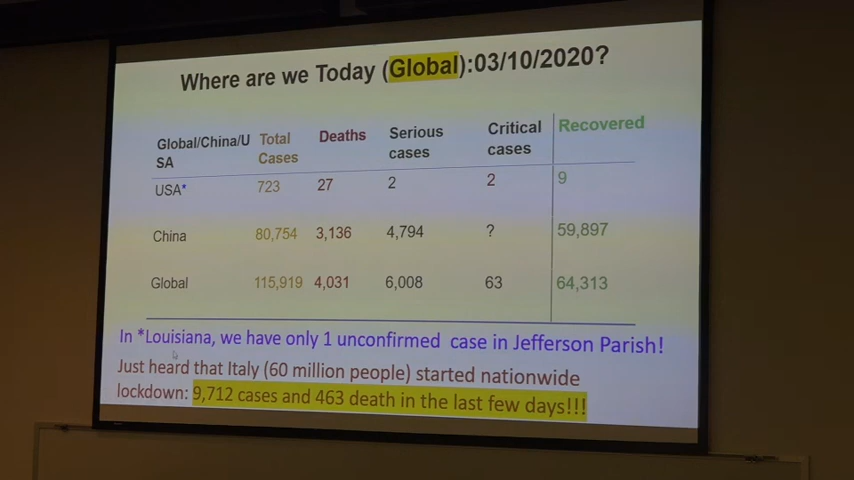 Where are we Today (Global):03/10/2020?
Global/China/U Total Deaths Serious Critical Recovered
SA Cases cases cases
USA* 723 27 2 2 9
China 80,754 3,136 4,794 ? 59,897
Global 115,919 4,031 6,008 63 64,313
In *Louisiana, we have only 1 unconfirmed case in Jefferson Parish!
Just heard that Italy (60 million people) started nationwide
lockdown: 9,712 cases and 463 death in the last few days!!!